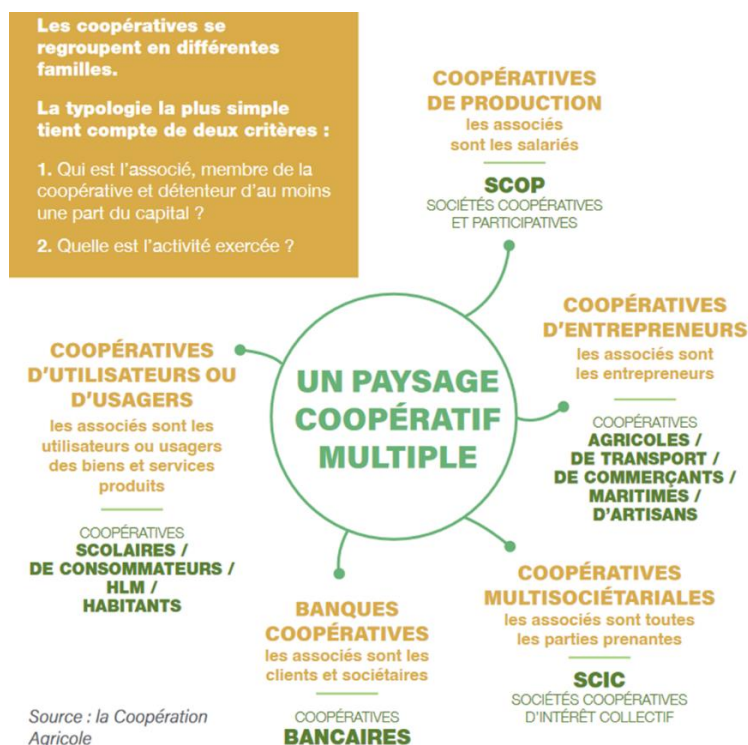 Les coopératives se
regroupent en différentes
familles.
La typologie la plus simple
tient compte de deux critères :
1. Qui est l'associé, membre de la
coopérative et détenteur d'au moins
une part du capital ?
2. Quelle est l'activité exercée ?
COOPÉRATIVES
DE PRODUCTION
les associés
sont les salariés
SCOP
SOCIÉTÉS COOPÉRATIVES
ET PARTICIPATIVES
COOPÉRATIVES
D'ENTREPRENEURS
les associés sont
les entrepreneurs
COOPÉRATIVES
AGRICOLES /
DE TRANSPORT /
DE COMMERÇANTS /
MARITIMES /
D'ARTISANS
UN PAYSAGE
COOPÉRATIF
MULTIPLE
COOPÉRATIVES
D'UTILISATEURS OU
D'USAGERS
les associés sont les
utilisateurs ou usagers
des biens et services
produits
COOPÉRATIVES
SCOLAIRES /
DE CONSOMMATEURS /
HLM /
HABITANTS
BANQUES
COOPÉRATIVES
les associés sont les
clients et sociétaires
COOPÉRATIVES
BANCAIRES
COOPÉRATIVES
MULTISOCIÉTARIALES
les associés sont toutes
les parties prenantes
SCIC
SOCIÉTÉS COOPÉRATIVES
D'INTÉRÊT COLLECTIF
Source : la Coopération
Agricole